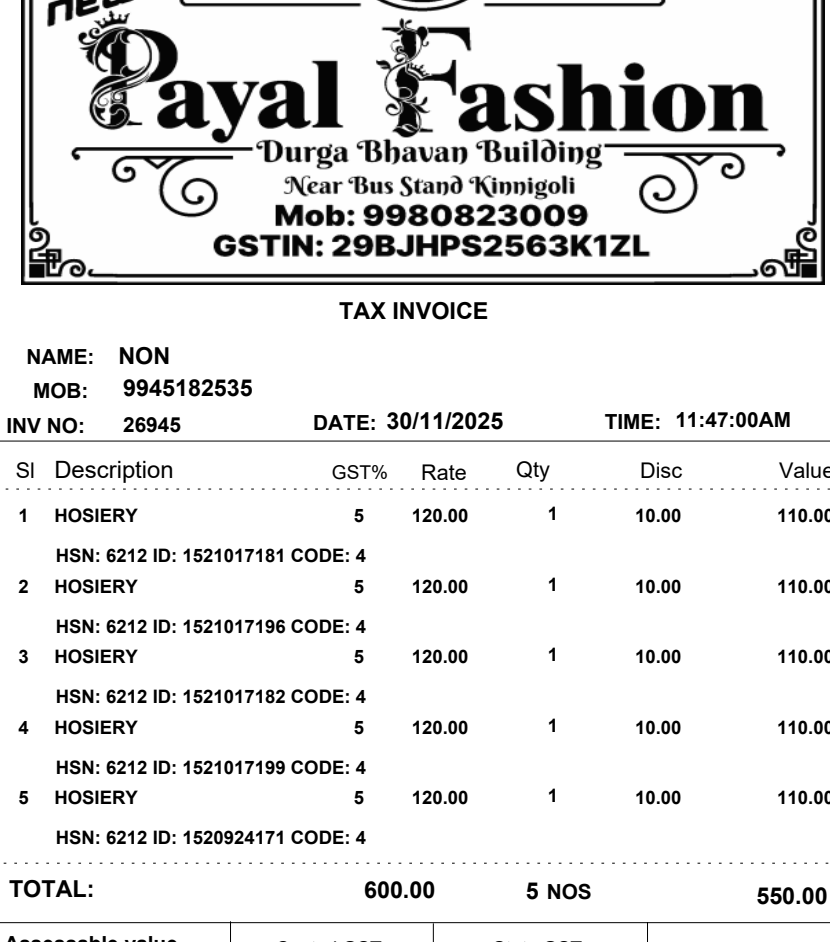 new
Payal Fashion
Durga Bhavan Building
Near Bus Stand Kinnigoli
Mob: 9980823009
GSTIN: 29BJHPS2563K1ZL
TAX INVOICE
NAME: NON
MOB: 9945182535
INV NO: 26945 DATE: 30/11/2025 TIME: 11:47:00AM
Sl Description GST% Rate Qty Disc Value
1 HOSIERY 5 120.00 1 10.00 110.00
HSN: 6212 ID: 1521017181 CODE: 4
2 HOSIERY 5 120.00 1 10.00 110.00
HSN: 6212 ID: 1521017196 CODE: 4
3 HOSIERY 5 120.00 1 10.00 110.00
HSN: 6212 ID: 1521017182 CODE: 4
4 HOSIERY 5 120.00 1 10.00 110.00
HSN: 6212 ID: 1521017199 CODE: 4
5 HOSIERY 5 120.00 1 10.00 110.00
HSN: 6212 ID: 1520924171 CODE: 4
TOTAL: 600.00 5 NOS 550.00